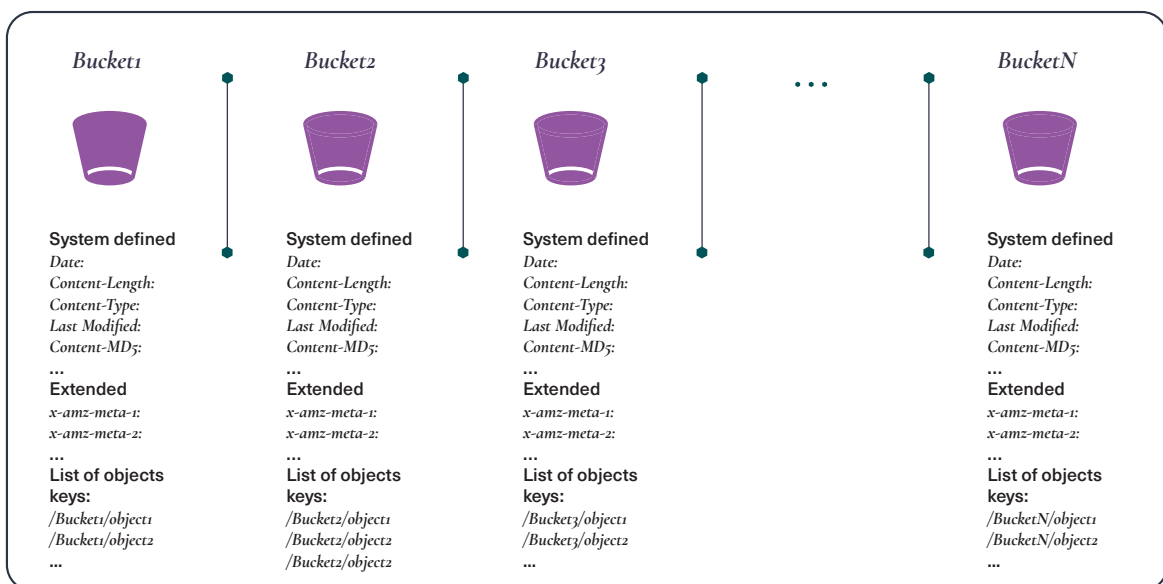 Bucket1
System defined
Date:
Content-Length:
Content-Type:
Last Modified:
Content-MD5:
...
Extended
x-amz-meta-1:
x-amz-meta-2:
...
List of objects
keys:
/Bucket1/object1
/Bucket1/object2
...
Bucket2
System defined
Date:
Content-Length:
Content-Type:
Last Modified:
Content-MD5:
...
Extended
x-amz-meta-1:
x-amz-meta-2:
...
List of objects
keys:
/Bucket2/object1
/Bucket2/object2
/Bucket2/object2
Bucket3
System defined
Date:
Content-Length:
Content-Type:
Last Modified:
Content-MD5:
...
Extended
x-amz-meta-1:
x-amz-meta-2:
...
List of objects
keys:
/Bucket3/object1
/Bucket3/object2
...
...
BucketN
System defined
Date:
Content-Length:
Content-Type:
Last Modified:
Content-MD5:
...
Extended
x-amz-meta-1:
x-amz-meta-2:
...
List of objects
keys:
/BucketN/object1
/BucketN/object2
...